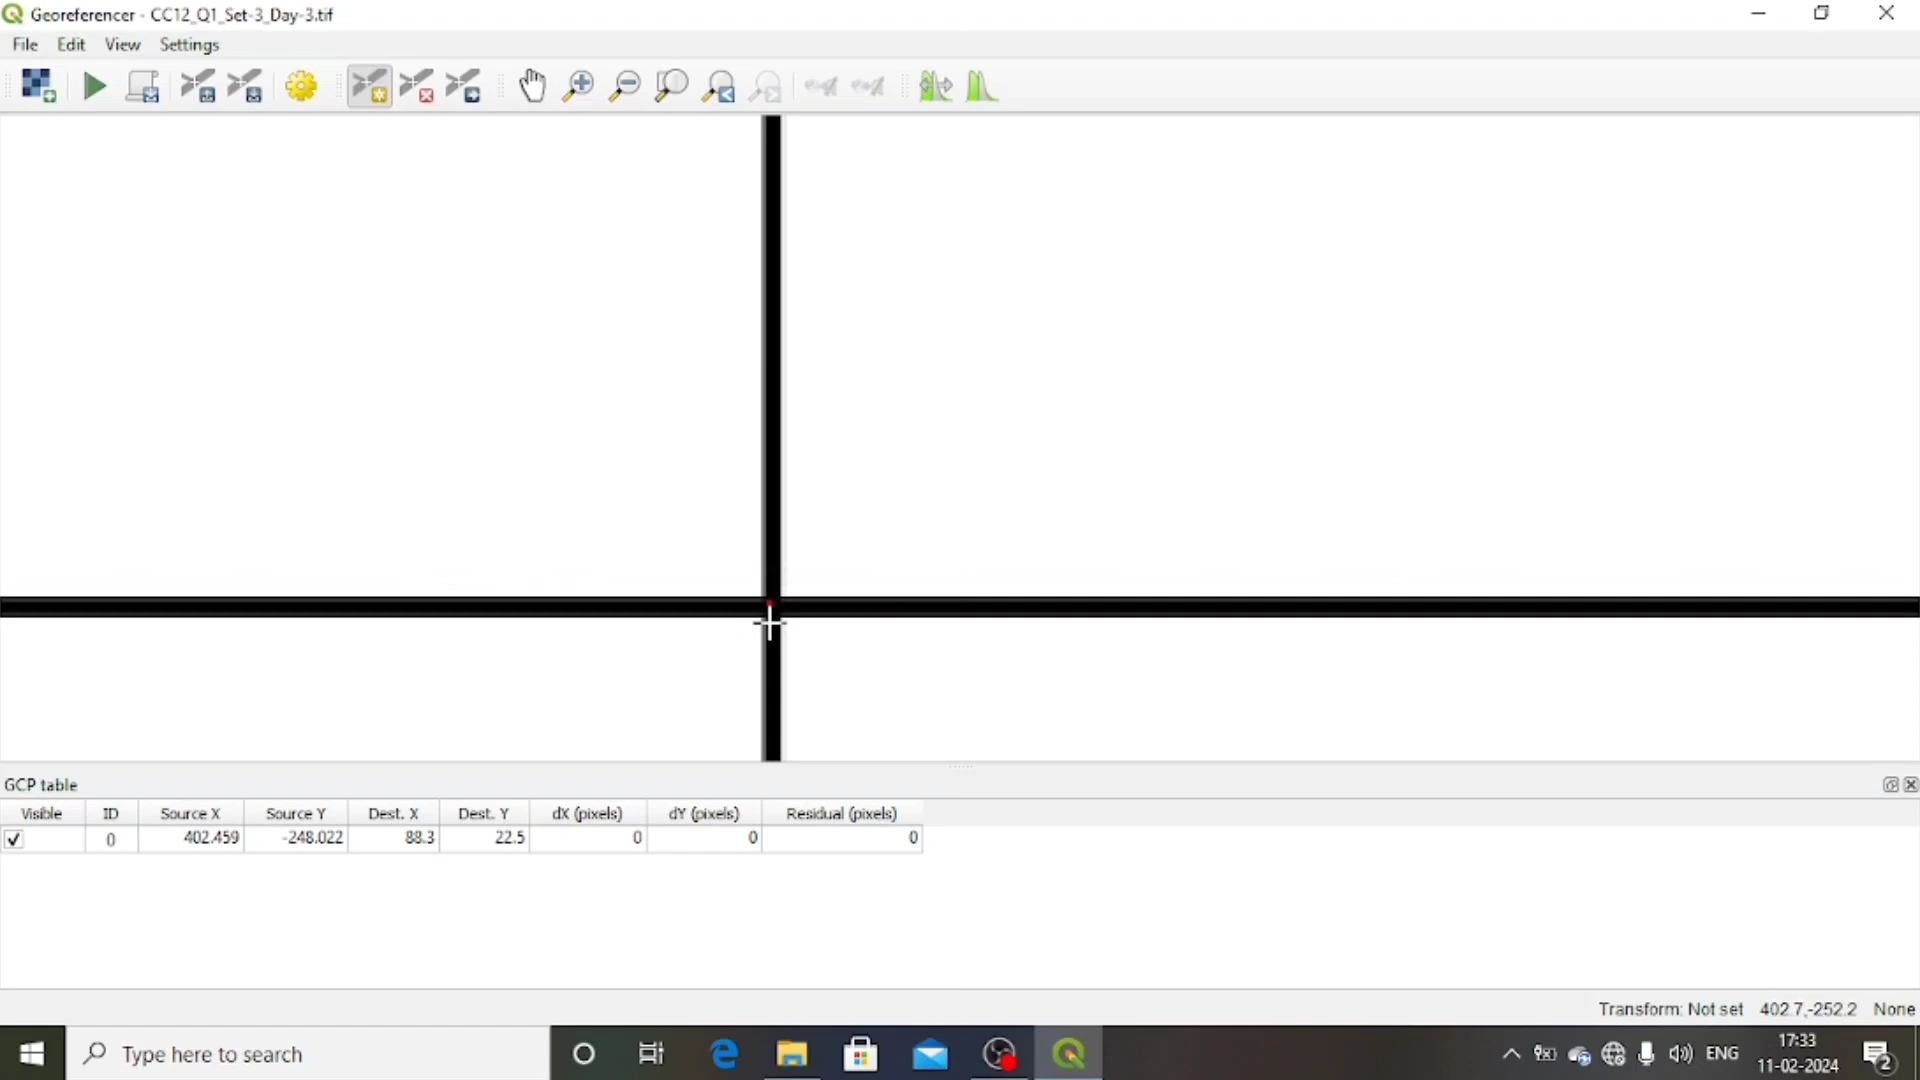 Georeferencer - CC12_Q1_Set-3_Day-3.tif
File Edit View Settings
GCP table
Visible ID Source X Source Y Dest. X Dest. Y dX (pixels) dY (pixels) Residual (pixels)
0 402.459 -248.022 88.3 22.5 0 0 0
Transform: Not set 402.7,-252.2 None
Type here to search
ENG
17:33
11-02-2024
2